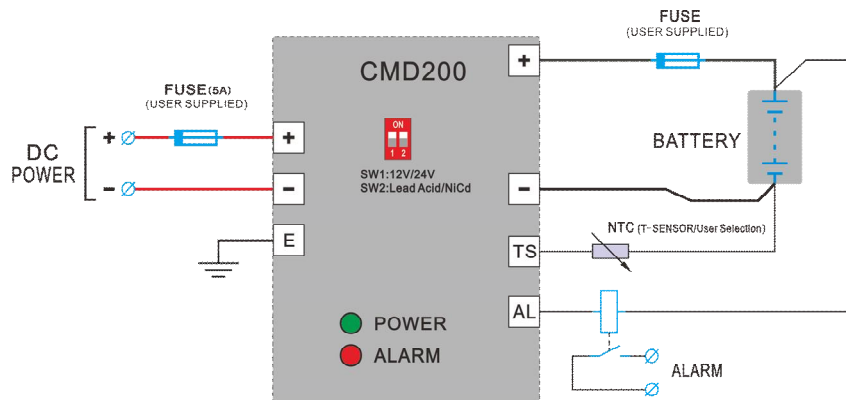 FUSE
(USER SUPPLIED)
+
CMD200
FUSE(5A)
(USER SUPPLIED)
ON
1 2
BATTERY
DC
POWER
+
+
-
-
-
SW1:12V/24V
SW2:Lead Acid/NiCd
NTC (T-SENSOR/User Selection)
E
TS
AL
POWER
ALARM
ALARM